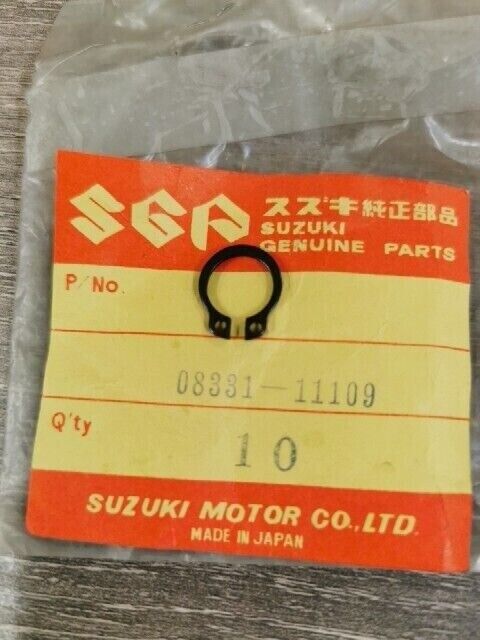 SGP スズキ純正部品
SUZUKI
GENUINE PARTS
P/No.
08331-11109
Q'ty
10
SUZUKI MOTOR CO.,LTD.
MADE IN JAPAN